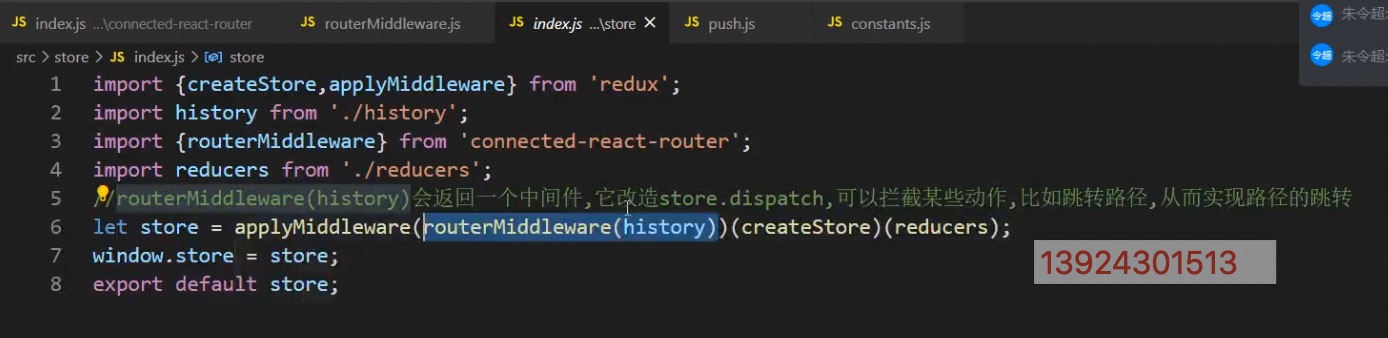 JS index.js ...\connected-react-router
JS routerMiddleware.js
JS index.js ...\store ×
JS push.js
JS constants.js
令超 朱令超:
令超 朱令超:
src > store > JS index.js > store
1 import {createStore,applyMiddleware} from 'redux';
2 import history from './history';
3 import {routerMiddleware} from 'connected-react-router';
4 import reducers from './reducers';
5 //routerMiddleware(history)会返回一个中间件,它改造store.dispatch,可以拦截某些动作,比如跳转路径,从而实现路径的跳转
6 let store = applyMiddleware(routerMiddleware(history))(createStore)(reducers);
7 window.store = store;
8 export default store;
13924301513